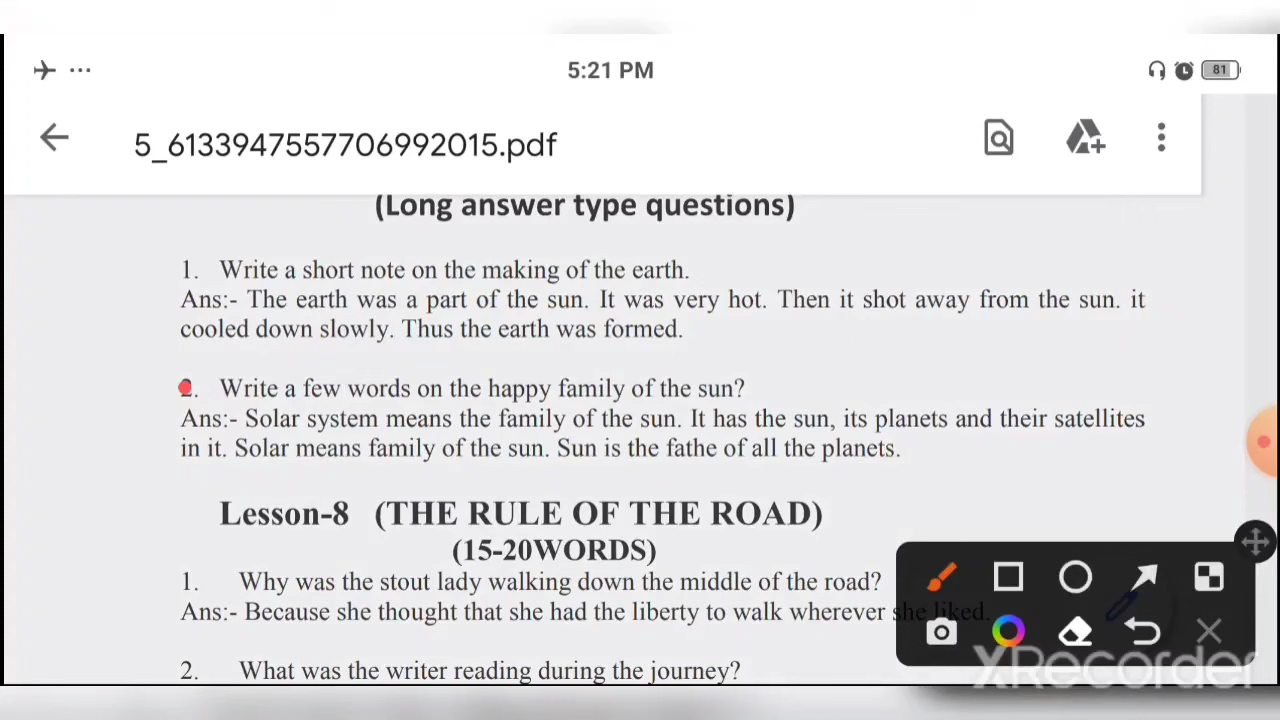 5:21 PM
81
5_6133947557706992015.pdf
(Long answer type questions)
1. Write a short note on the making of the earth.
Ans:- The earth was a part of the sun. It was very hot. Then it shot away from the sun. it
cooled down slowly. Thus the earth was formed.
2. Write a few words on the happy family of the sun?
Ans:- Solar system means the family of the sun. It has the sun, its planets and their satellites
in it. Solar means family of the sun. Sun is the fathe of all the planets.
Lesson-8 (THE RULE OF THE ROAD)
(15-20WORDS)
1. Why was the stout lady walking down the middle of the road?
Ans:- Because she thought that she had the liberty to walk wherever she liked.
2. What was the writer reading during the journey?
XRecorder